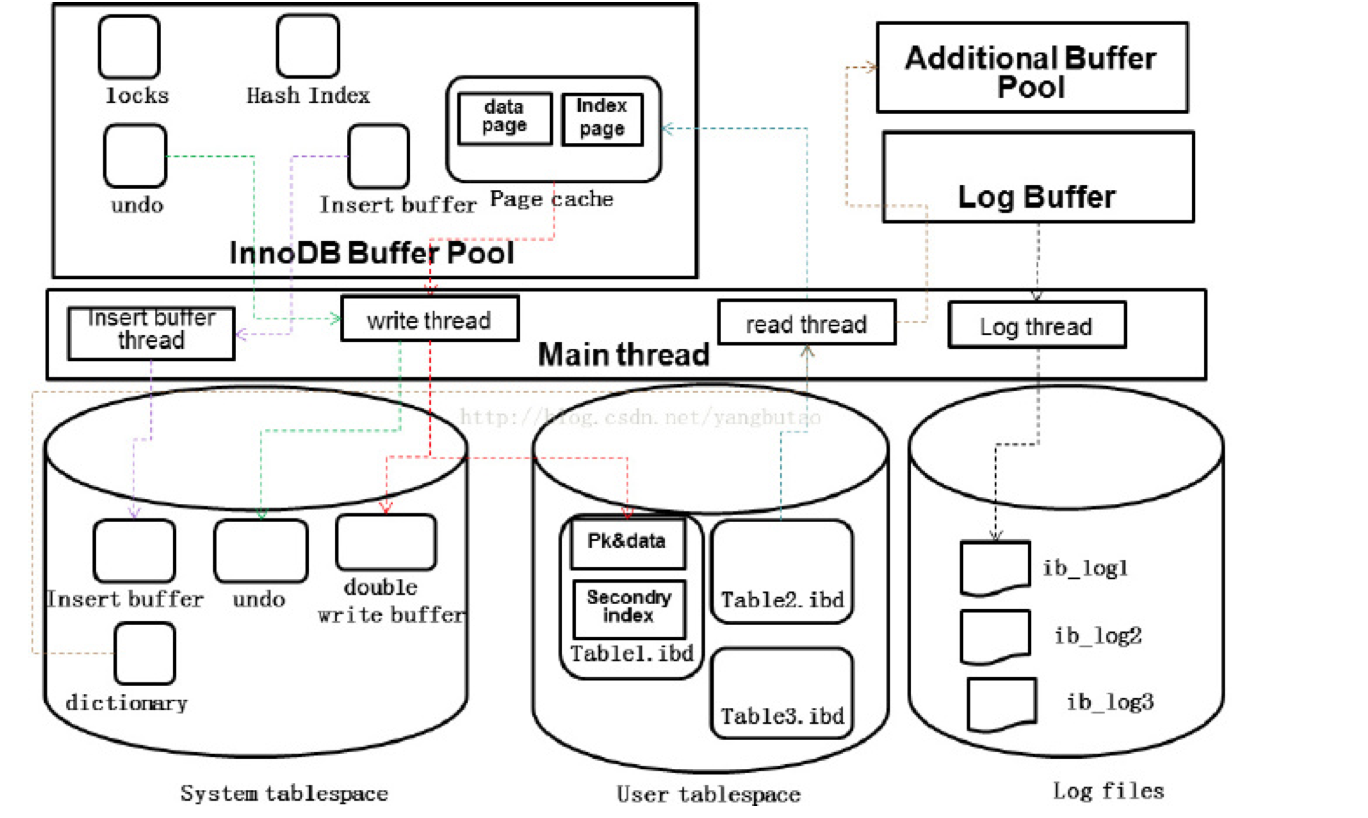 locks
Hash Index
data
page
Index
page
Additional Buffer
Pool
undo
Insert buffer
Page cache
Log Buffer
InnoDB Buffer Pool
Insert buffer
thread
write thread
read thread
Log thread
Main thread
http://blog.csdn.net/yangbutao
Insert buffer
undo
double
write buffer
dictionary
Pk&data
Secondry
index
Table1.ibd
Table2.ibd
Table3.ibd
ib_log1
ib_log2
ib_log3
System tablespace
User tablespace
Log files